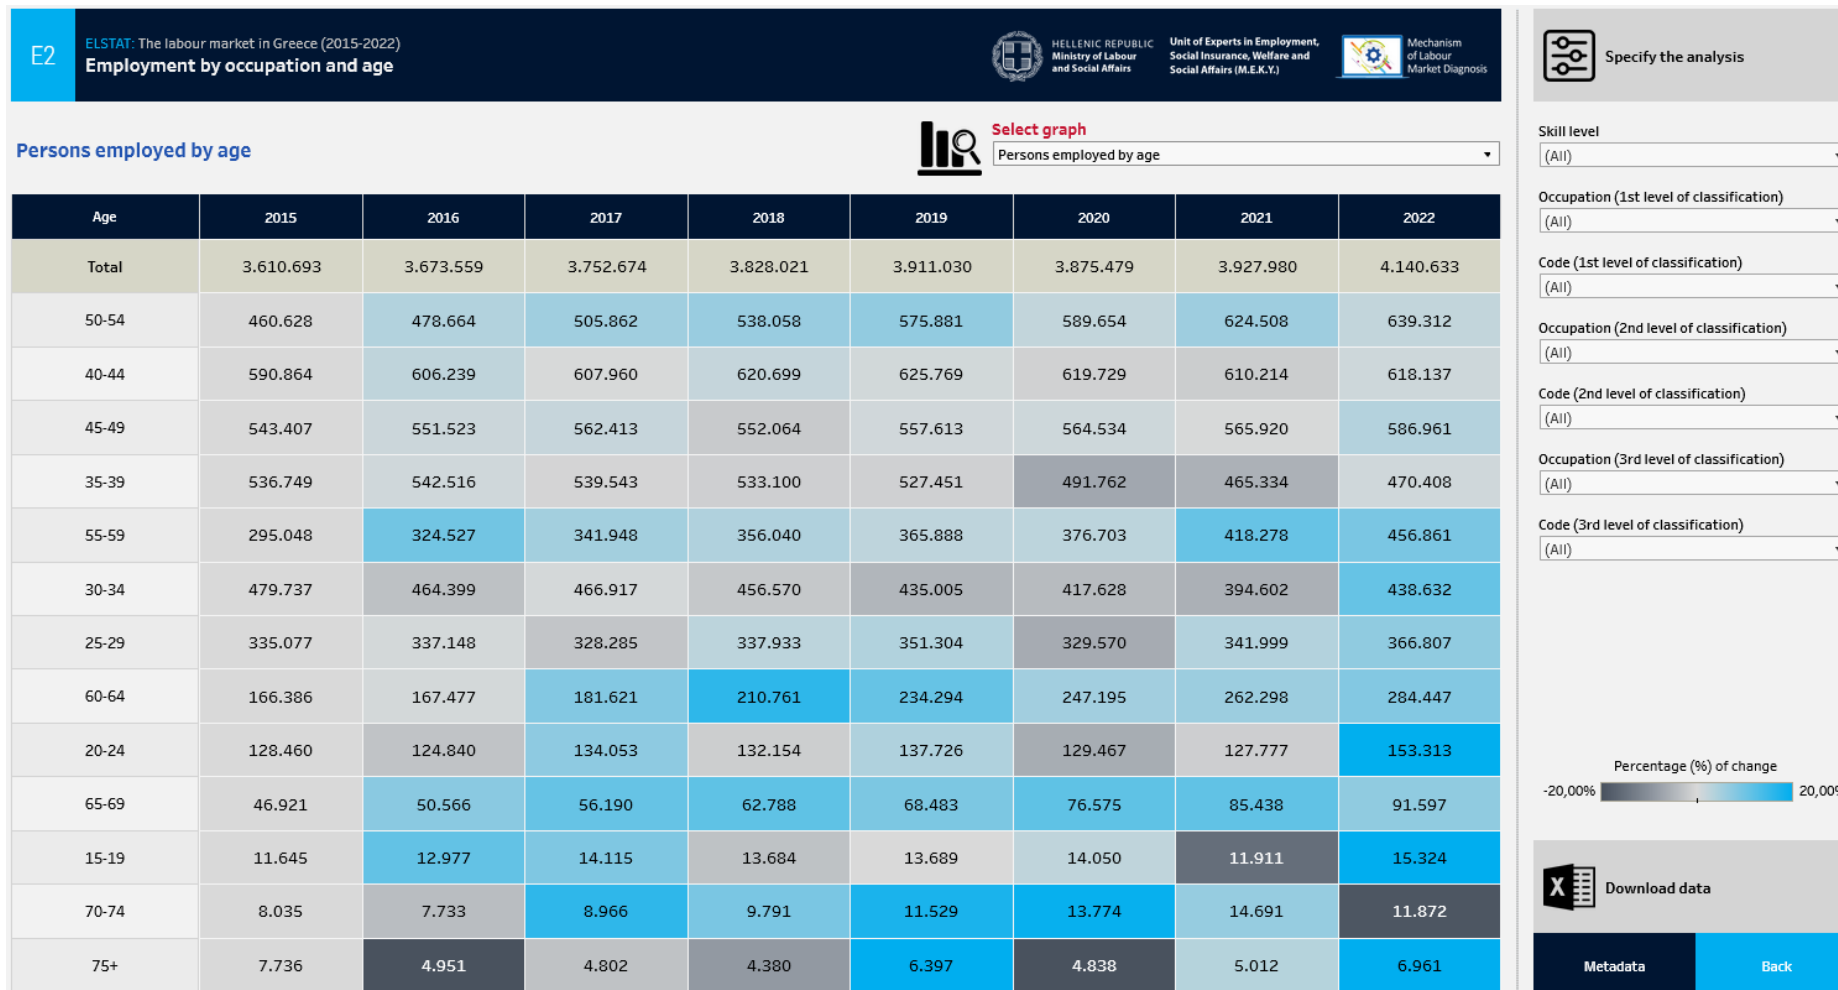 E2
ELSTAT: The labour market in Greece (2015-2022)
Employment by occupation and age
HELLENIC REPUBLIC
Ministry of Labour
and Social Affairs
Unit of Experts in Employment,
Social Insurance, Welfare and
Social Affairs (M.E.K.Y.)
Mechanism
of Labour
Market Diagnosis
Specify the analysis
Persons employed by age
Select graph
Persons employed by age
Age 2015 2016 2017 2018 2019 2020 2021 2022
Total 3.610.693 3.673.559 3.752.674 3.828.021 3.911.030 3.875.479 3.927.980 4.140.633
50-54 460.628 478.664 505.862 538.058 575.881 589.654 624.508 639.312
40-44 590.864 606.239 607.960 620.699 625.769 619.729 610.214 618.137
45-49 543.407 551.523 562.413 552.064 557.613 564.534 565.920 586.961
35-39 536.749 542.516 539.543 533.100 527.451 491.762 465.334 470.408
55-59 295.048 324.527 341.948 356.040 365.888 376.703 418.278 456.861
30-34 479.737 464.399 466.917 456.570 435.005 417.628 394.602 438.632
25-29 335.077 337.148 328.285 337.933 351.304 329.570 341.999 366.807
60-64 166.386 167.477 181.621 210.761 234.294 247.195 262.298 284.447
20-24 128.460 124.840 134.053 132.154 137.726 129.467 127.777 153.313
65-69 46.921 50.566 56.190 62.788 68.483 76.575 85.438 91.597
15-19 11.645 12.977 14.115 13.684 13.689 14.050 11.911 15.324
70-74 8.035 7.733 8.966 9.791 11.529 13.774 14.691 11.872
75+ 7.736 4.951 4.802 4.380 6.397 4.838 5.012 6.961
Skill level
(All)
Occupation (1st level of classification)
(All)
Code (1st level of classification)
(All)
Occupation (2nd level of classification)
(All)
Code (2nd level of classification)
(All)
Occupation (3rd level of classification)
(All)
Code (3rd level of classification)
(All)
Percentage (%) of change
-20,00% 20,00%
X
Download data
Metadata
Back